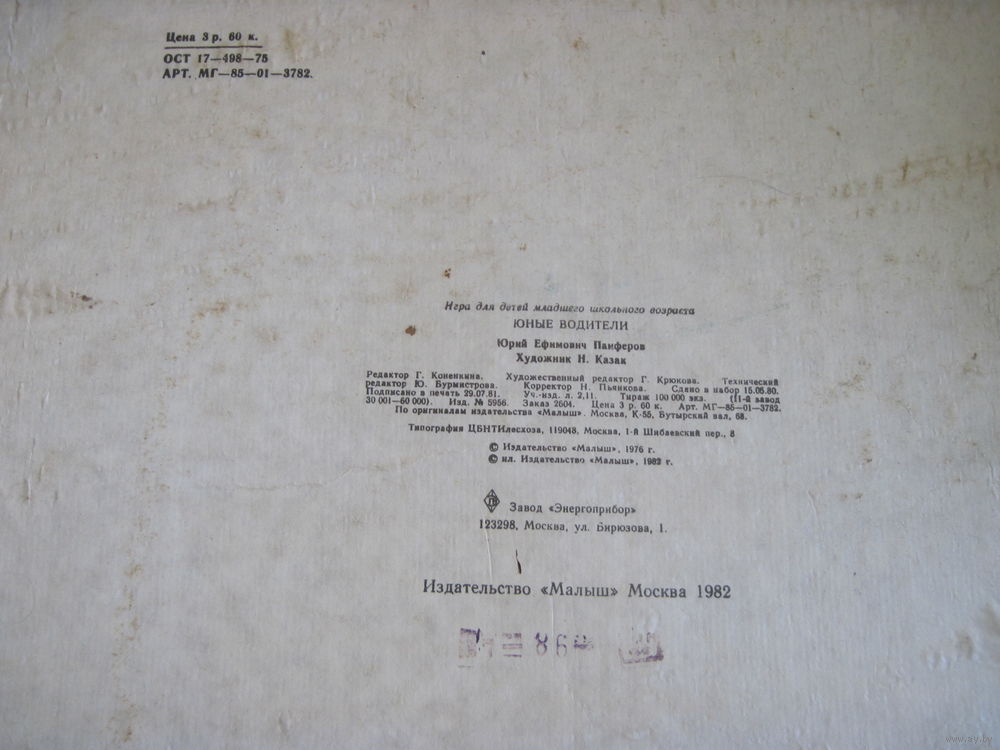 Цена 3 р. 60 к.
ОСТ 17—498—75
АРТ. МГ—85—01—3782.
Игра для детей младшего школьного возраста
ЮНЫЕ ВОДИТЕЛИ
Юрий Ефимович Панферов
Художник Н. Казак
Редактор Г. Коненкина. Художественный редактор Г. Крюкова. Технический
редактор Ю. Бурмистрова. Корректор Н. Пьянкова. Сдано в набор 15.05.80.
Подписано в печать 29.07.81. Уч.-изд. л. 2,11. Тираж 100 000 экз. (II-й завод
30 001—60 000). Изд. № 5956. Заказ 2604. Цена 3 р. 60 к. Арт. МГ—85—01—3782.
По оригиналам издательства «Малыш». Москва, К-55, Бутырский вал, 68.
Типография ЦБНТИлесхоза, 119048, Москва, 1-й Шибаевский пер., 8
© Издательство «Малыш», 1976 г.
© ил. Издательство «Малыш», 1982 г.
Завод «Энергоприбор»
123298, Москва, ул. Бирюзова, 1.
Издательство «Малыш» Москва 1982
www.ay.by